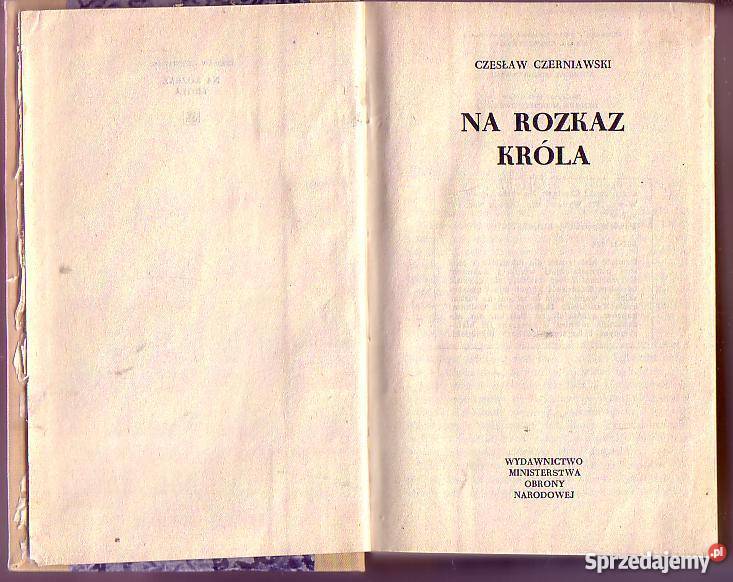 CZESŁAW CZERNIAWSKI
NA ROZKAZ
KRÓLA
WYDAWNICTWO
MINISTERSTWA
OBRONY
NARODOWEJ
Sprzedajemy.pl